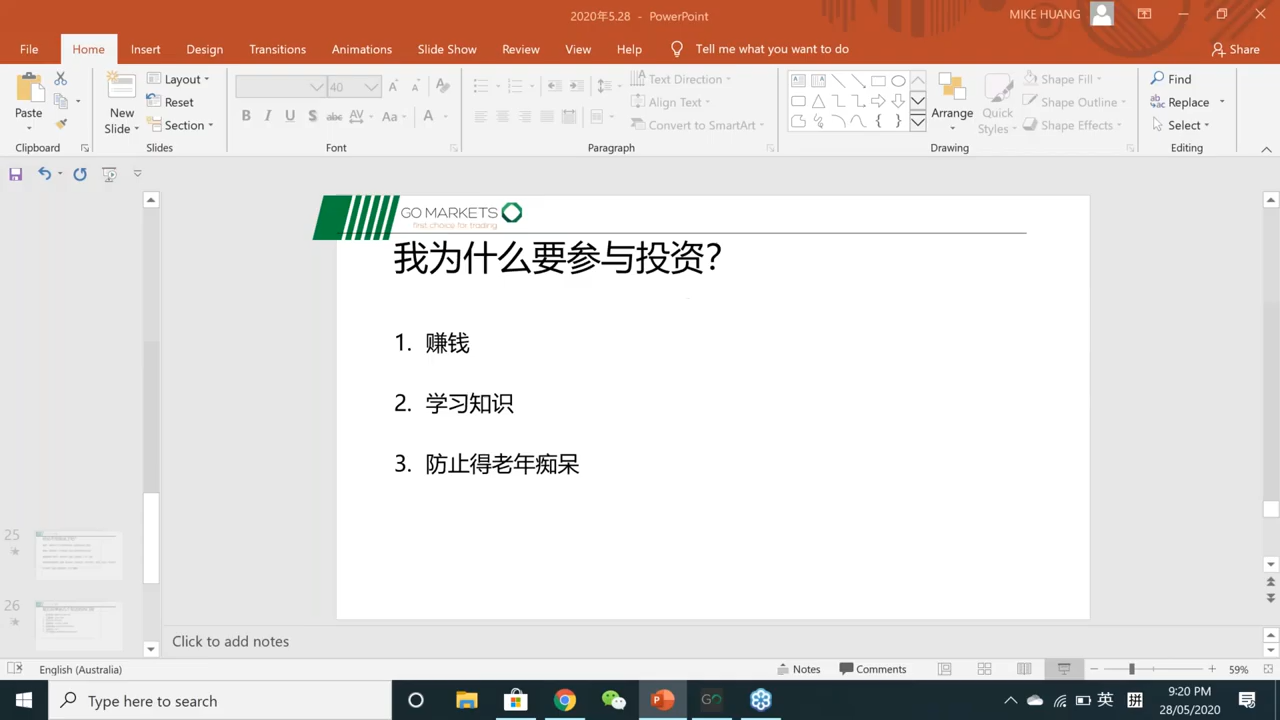 2020年5.28 - PowerPoint
MIKE HUANG
File Home Insert Design Transitions Animations Slide Show Review View Help Tell me what you want to do Share
Paste
New Slide
Layout
Reset
Section
40
Text Direction
Align Text
Convert to SmartArt
Arrange
Quick Styles
Shape Fill
Shape Outline
Shape Effects
Find
Replace
Select
Clipboard Slides Font Paragraph Drawing Editing
GO MARKETS
first choice for trading
我为什么要参与投资?
1. 赚钱
2. 学习知识
3. 防止得老年痴呆
25
26
Click to add notes
English (Australia)
Notes Comments 59%
Type here to search
英 拼
9:20 PM
28/05/2020